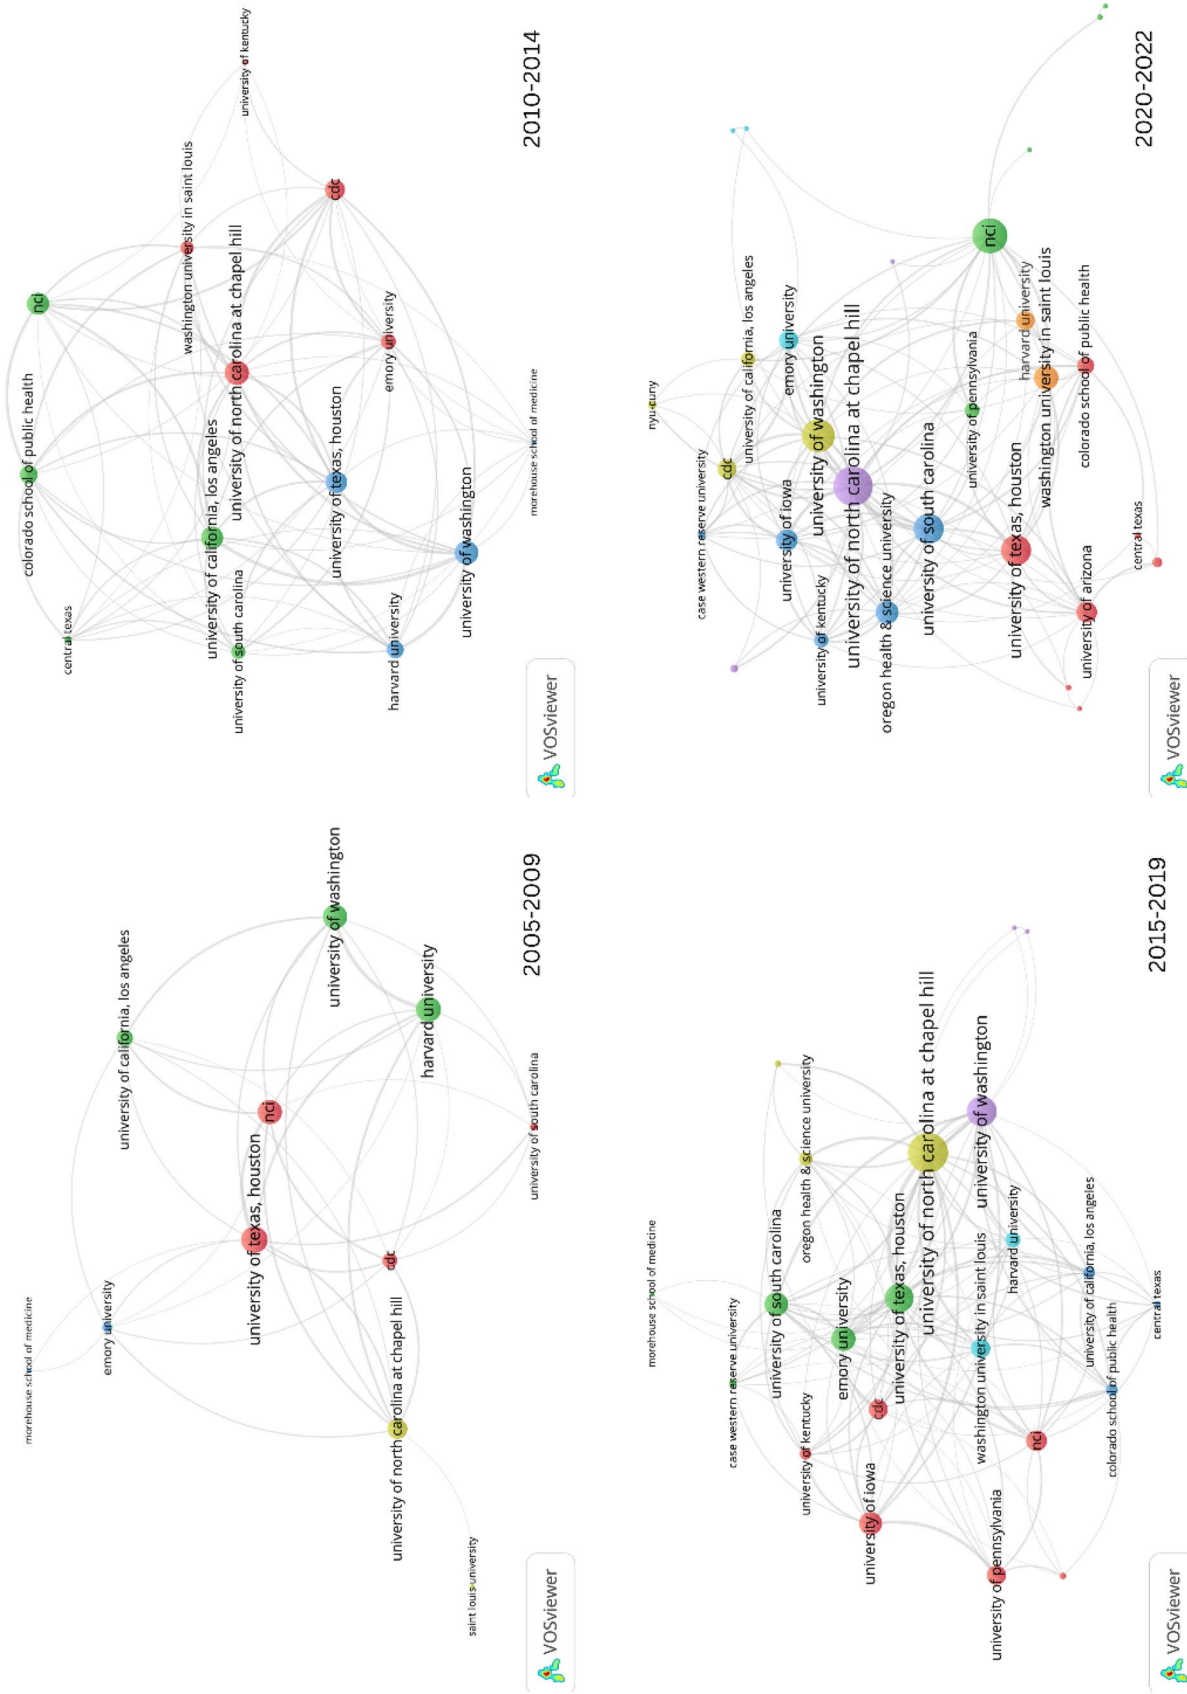 morehouse school of medicine
emory university
university of california, los angeles
university of texas, houston
nci
university of washington
harvard university
cdc
university of north carolina at chapel hill
saint louis university
university of south carolina
VOSviewer
2005-2009
colorado school of public health
nci
central texas
washington university in saint louis
university of kentucky
university of california, los angeles
university of north carolina at chapel hill
university of south carolina
cdc
university of texas, houston
emory university
harvard university
university of washington
morehouse school of medicine
VOSviewer
2010-2014
morehouse school of medicine
case western reserve university
university of south carolina
oregon health & science university
university of kentucky
emory university
university of iowa
cdc
university of texas, houston
university of north carolina at chapel hill
washington university in saint louis
university of washington
harvard university
nci
university of pennsylvania
university of california, los angeles
colorado school of public health
central texas
VOSviewer
2015-2019
nyu-cuny
case western reserve university
cdc
university of california, los angeles
university of iowa
emory university
university of washington
university of kentucky
university of north carolina at chapel hill
oregon health & science university
university of south carolina
university of pennsylvania
nci
university of texas, houston
harvard university
washington university in saint louis
university of arizona
colorado school of public health
central texas
VOSviewer
2020-2022